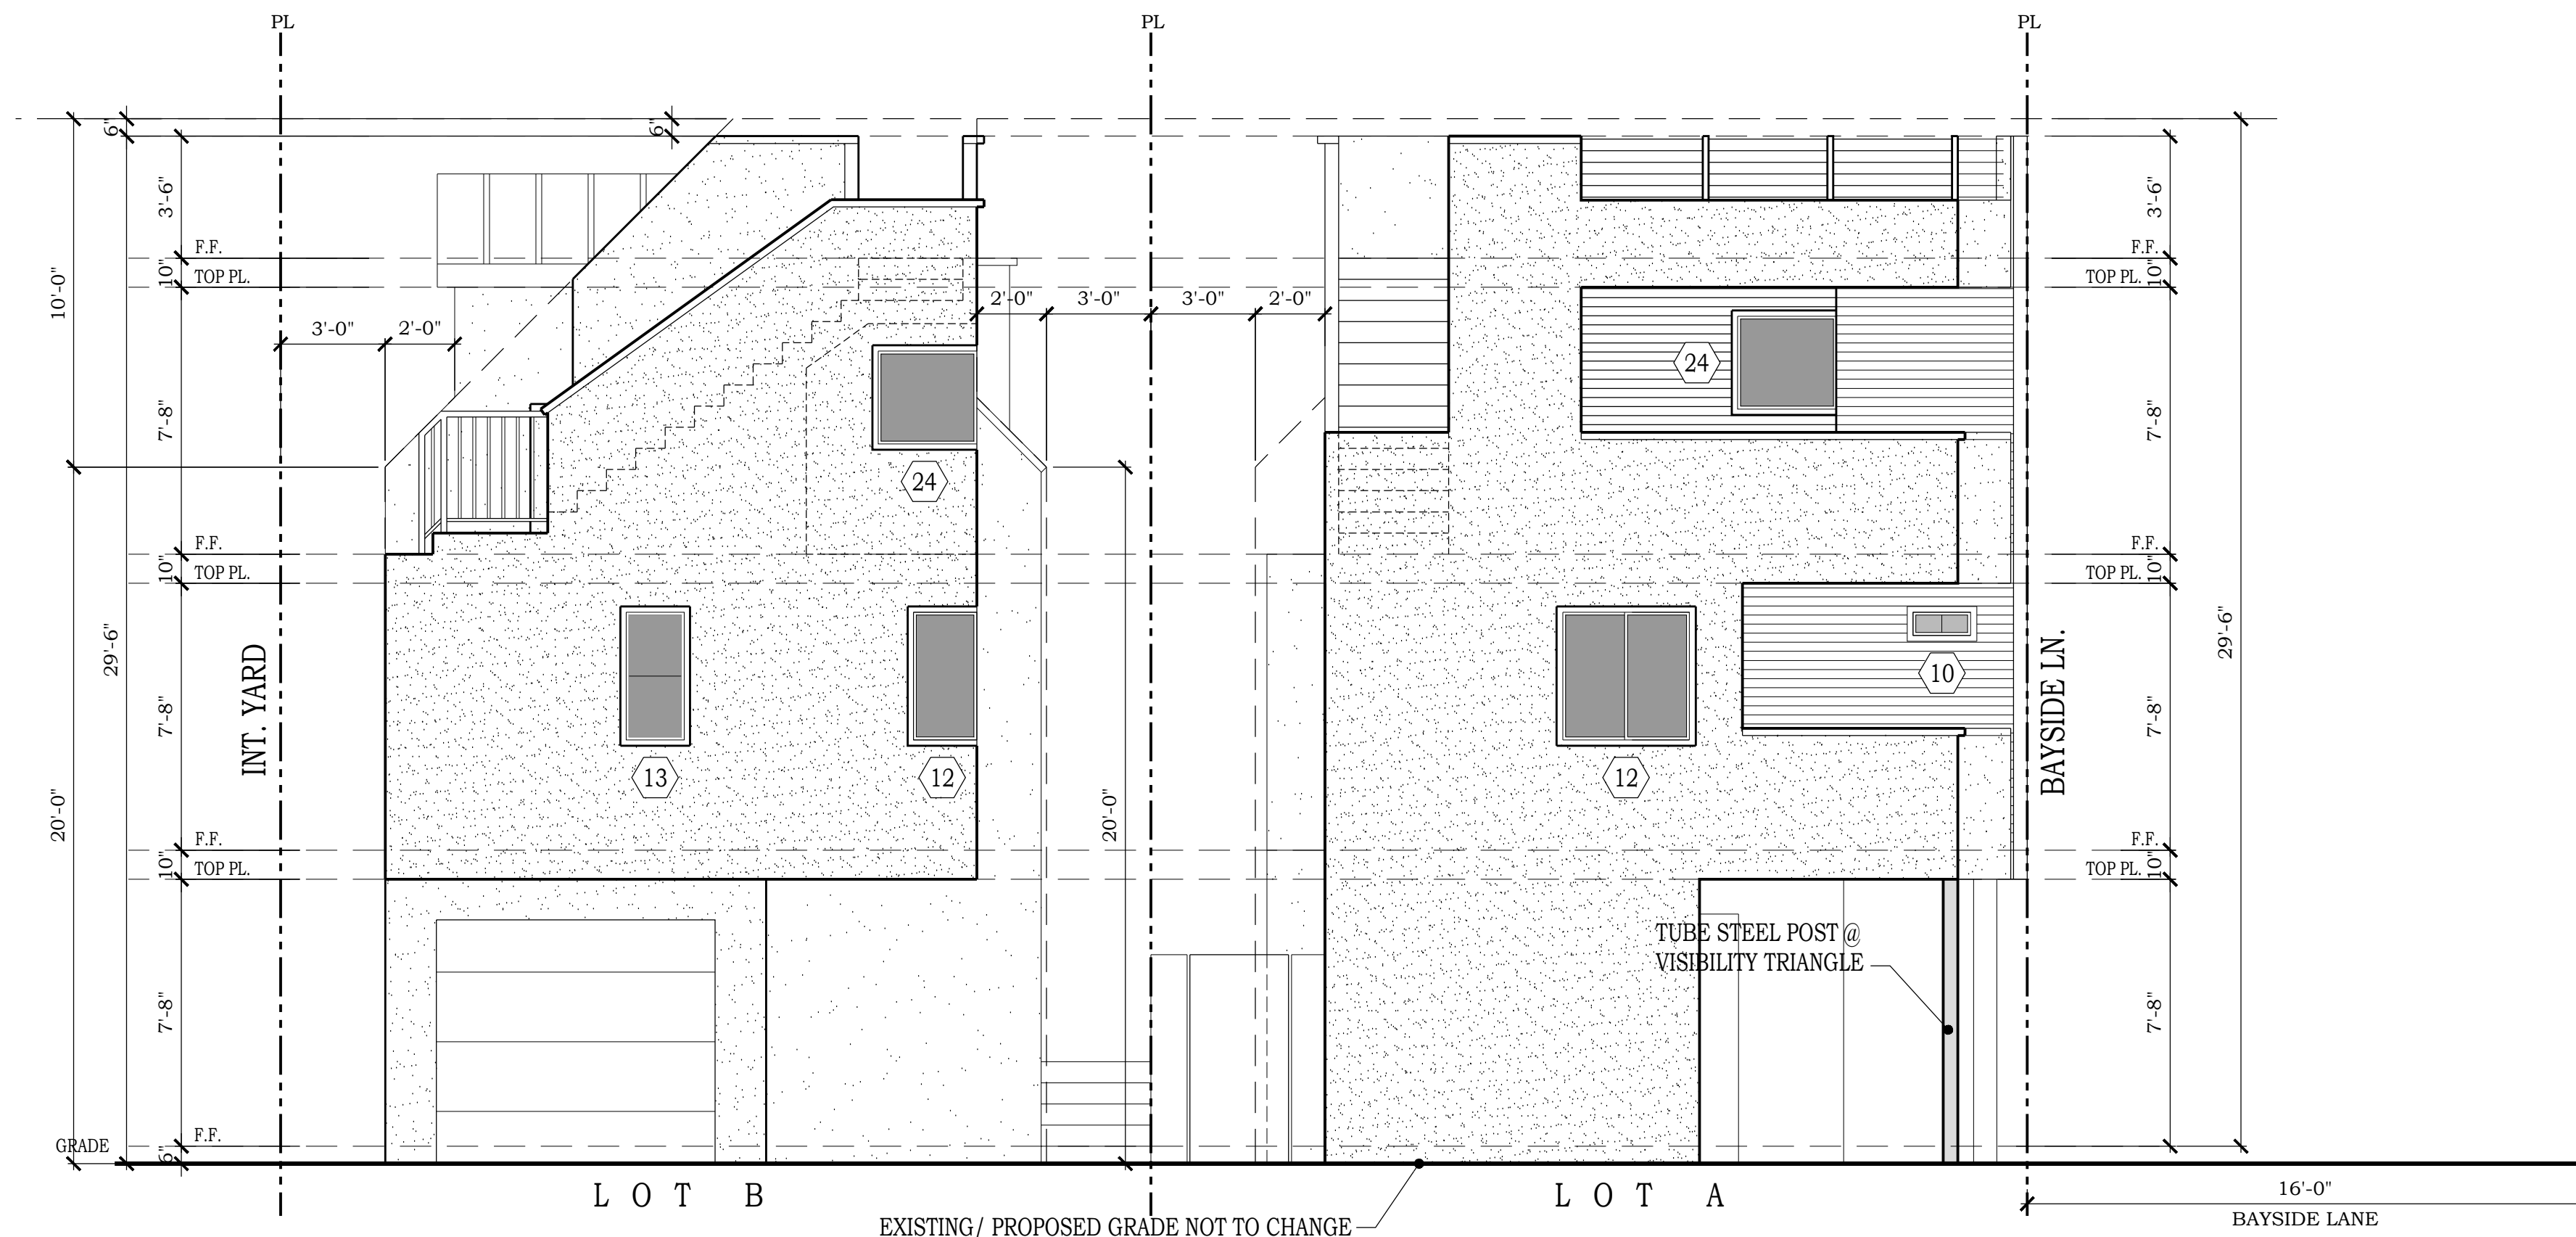 PL
PL
PL
6"
6"
3'-6"
3'-6"
F.F.
F.F.
10"
TOP PL.
TOP PL.
10"
10'-0"
2'-0"
3'-0"
3'-0"
2'-0"
3'-0"
2'-0"
24
7'-8"
7'-8"
24
F.F.
F.F.
10"
TOP PL.
TOP PL.
10"
29'-6"
29'-6"
INT. YARD
BAYSIDE LN.
10
7'-8"
7'-8"
13
12
12
20'-0"
20'-0"
F.F.
F.F.
10"
TOP PL.
TOP PL.
10"
TUBE STEEL POST @
VISIBILITY TRIANGLE
7'-8"
7'-8"
F.F.
GRADE
6"
LOT B
LOT A
16'-0"
BAYSIDE LANE
EXISTING/ PROPOSED GRADE NOT TO CHANGE